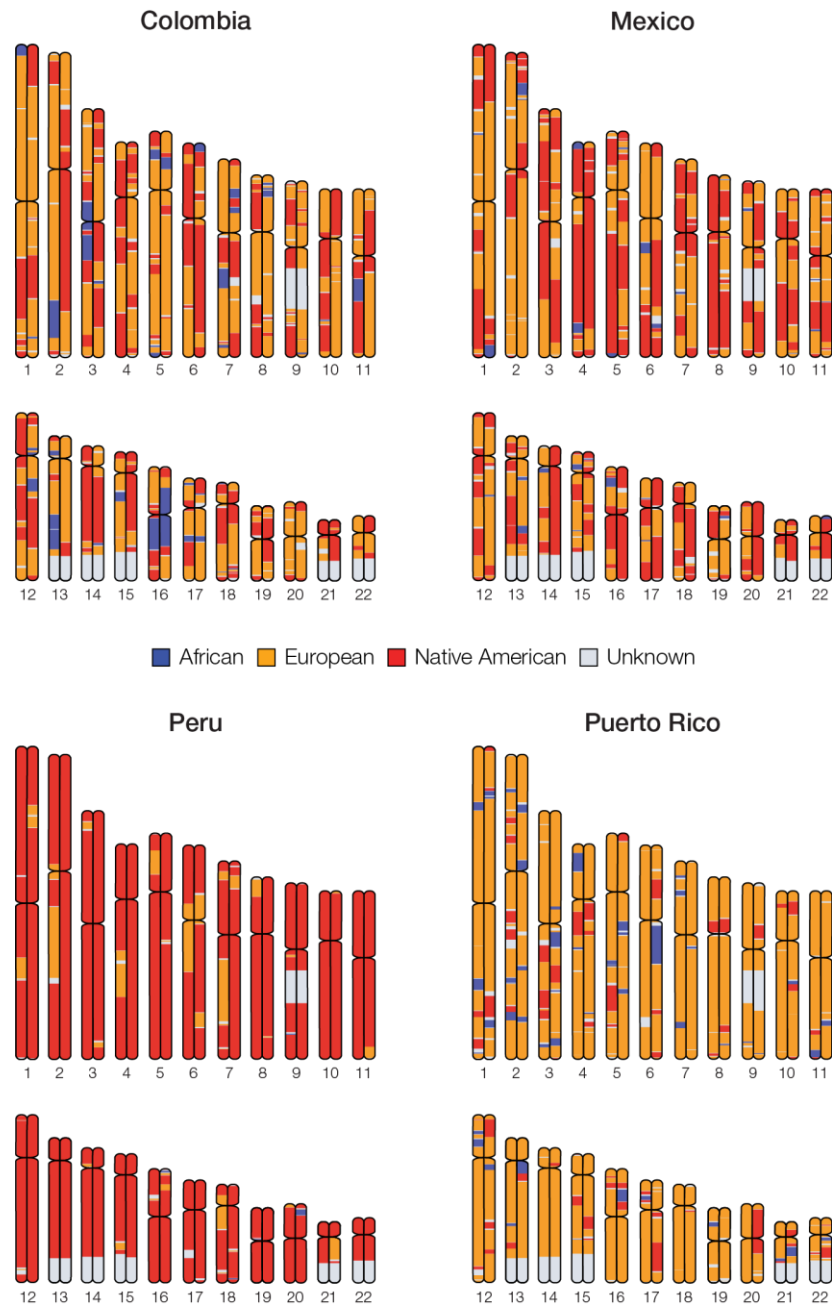 Colombia Mexico
1 2 3 4 5 6 7 8 9 10 11 1 2 3 4 5 6 7 8 9 10 11
12 13 14 15 16 17 18 19 20 21 22 12 13 14 15 16 17 18 19 20 21 22
African European Native American Unknown
Peru Puerto Rico
1 2 3 4 5 6 7 8 9 10 11 1 2 3 4 5 6 7 8 9 10 11
12 13 14 15 16 17 18 19 20 21 22 12 13 14 15 16 17 18 19 20 21 22